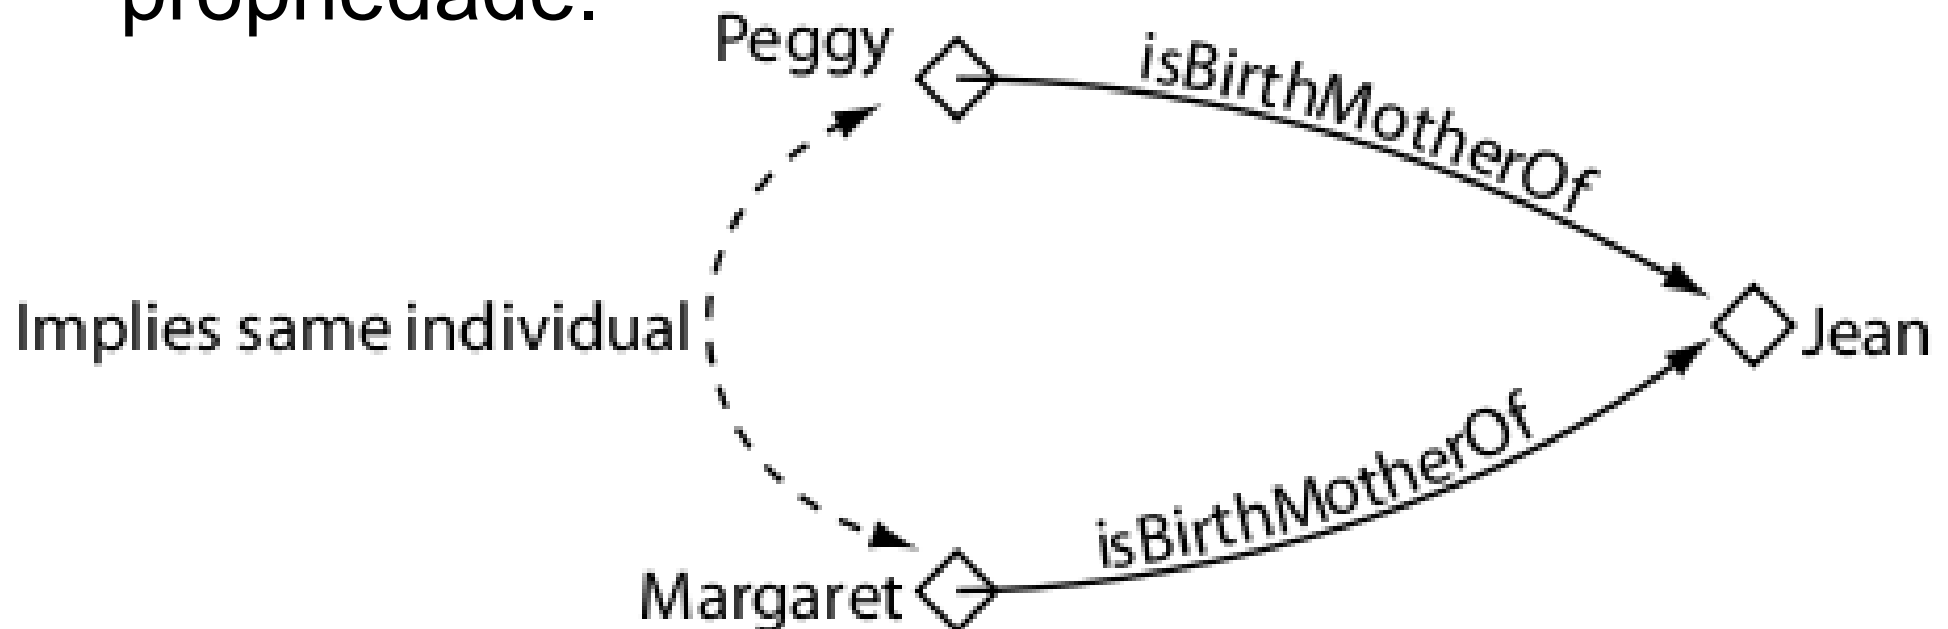 propriedade.
Peggy
isBirthMotherOf
Implies same individual
Jean
isBirthMotherOf
Margaret